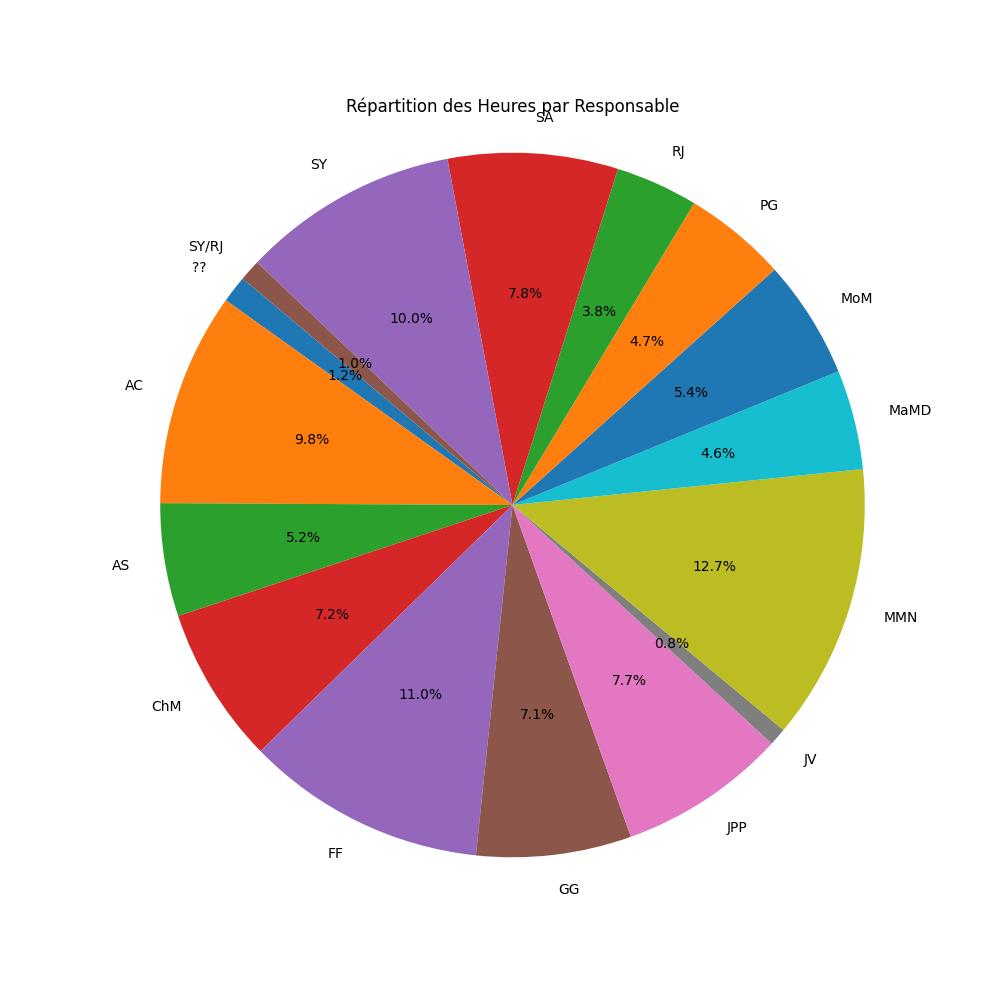 Répartition des Heures par Responsable
SA
RJ
SY
PG
SY/RJ
??
MoM
7.8%
3.8%
10.0%
4.7%
1.0%
1.2%
AC
5.4%
MaMD
9.8%
4.6%
5.2%
AS
12.7%
7.2%
MMN
0.8%
7.7%
11.0%
ChM
7.1%
JV
JPP
FF
GG